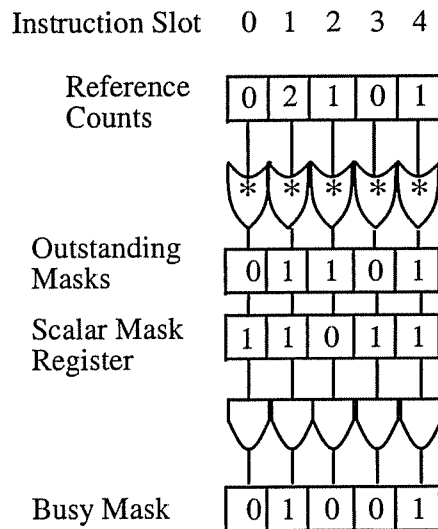 Instruction Slot 0 1 2 3 4
Reference
Counts
0 2 1 0 1
* * * * *
Outstanding
Masks
0 1 1 0 1
Scalar Mask
Register
1 1 0 1 1
Busy Mask
0 1 0 0 1